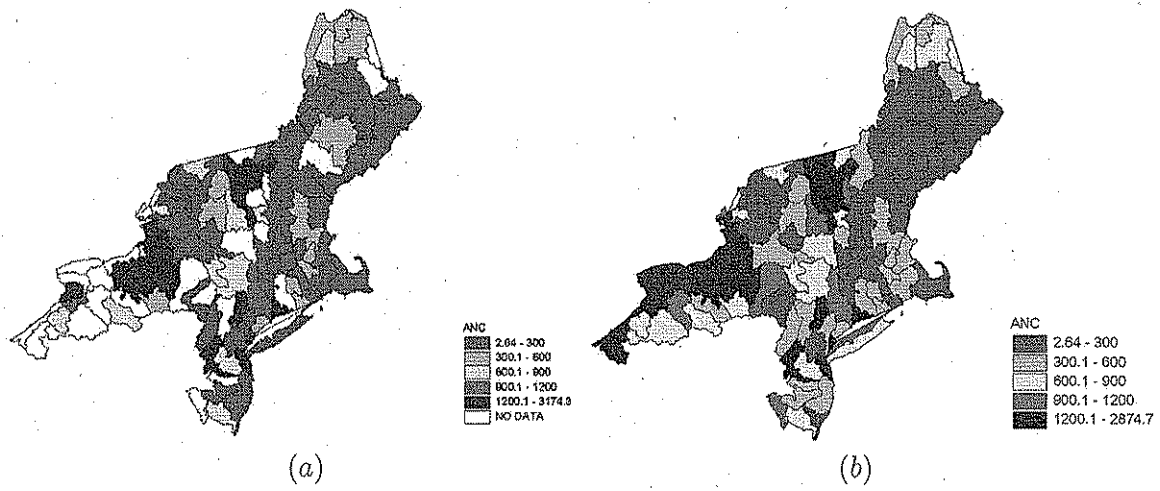 ANC
2.64 - 300
300.1 - 600
600.1 - 900
900.1 - 1200
1200.1 - 3174.3
NO DATA
(a)
ANC
2.64 - 300
300.1 - 600
600.1 - 900
900.1 - 1200
1200.1 - 2874.7
(b)